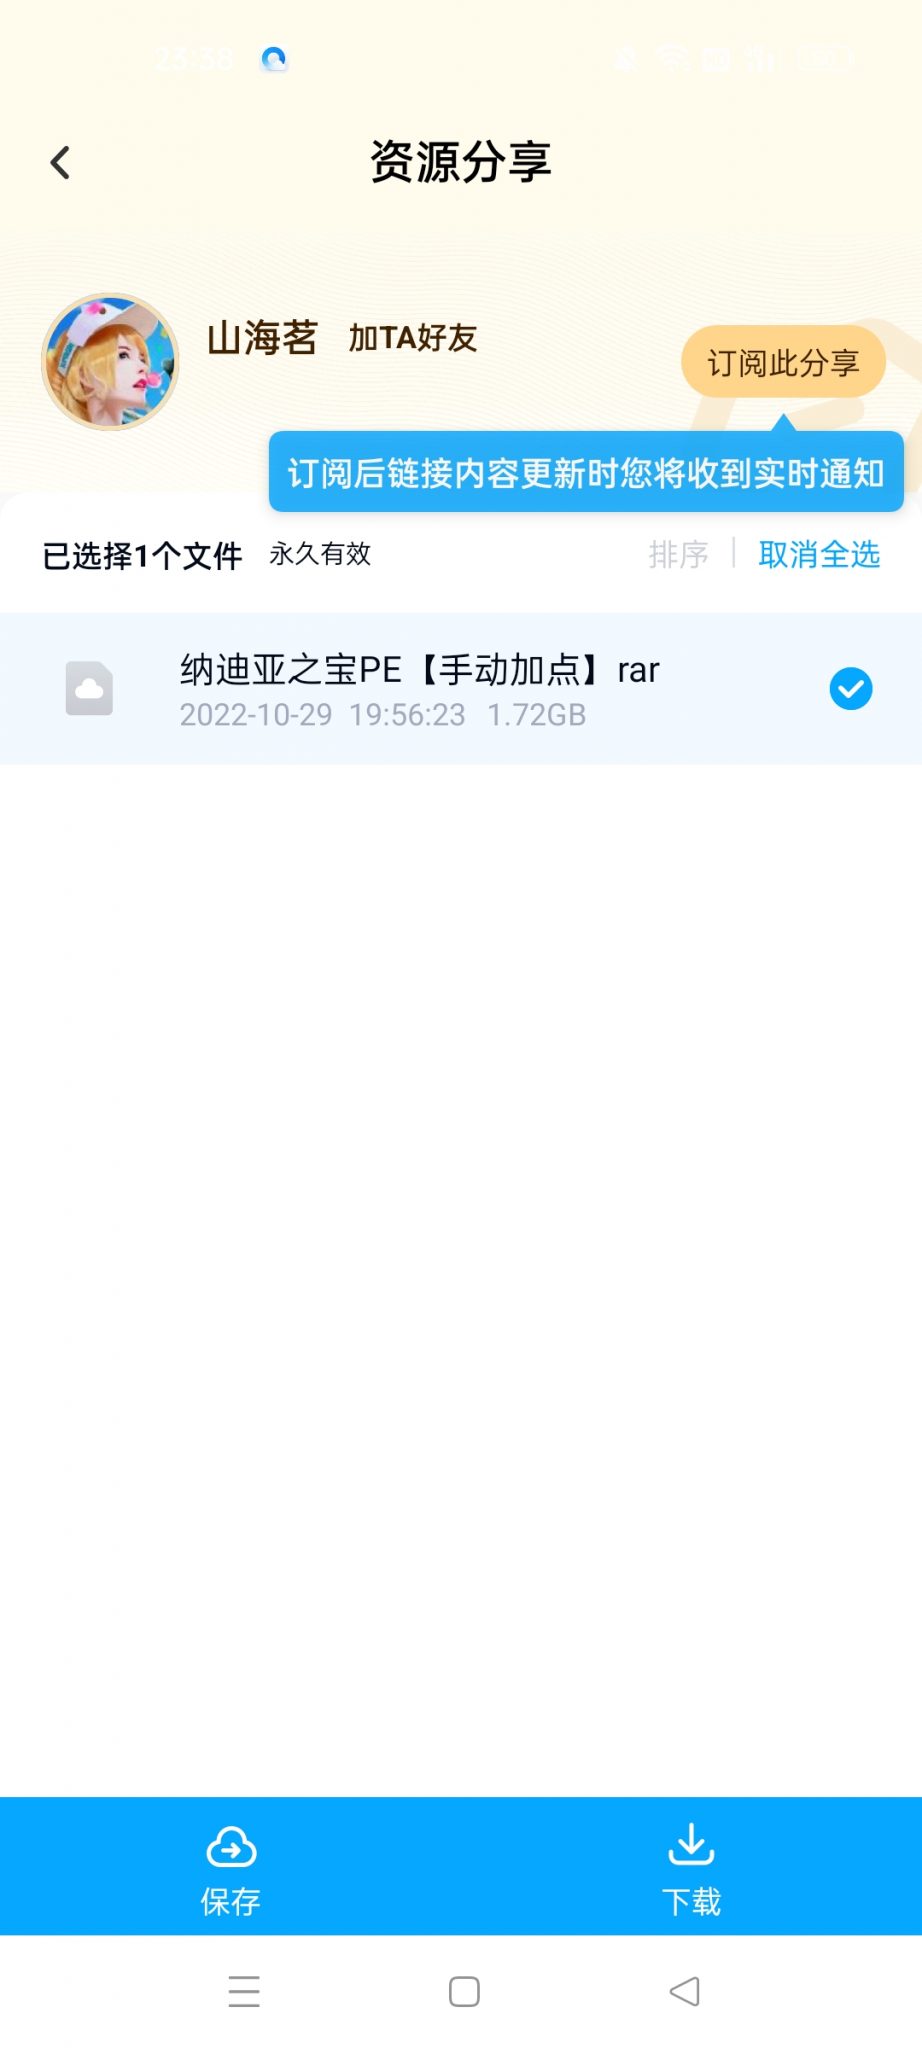 23:38
资源分享
山海茗 加TA好友
订阅此分享
订阅后链接内容更新时您将收到实时通知
已选择1个文件 永久有效 排序 取消全选
纳迪亚之宝PE【手动加点】rar
2022-10-29 19:56:23 1.72GB
保存 下载